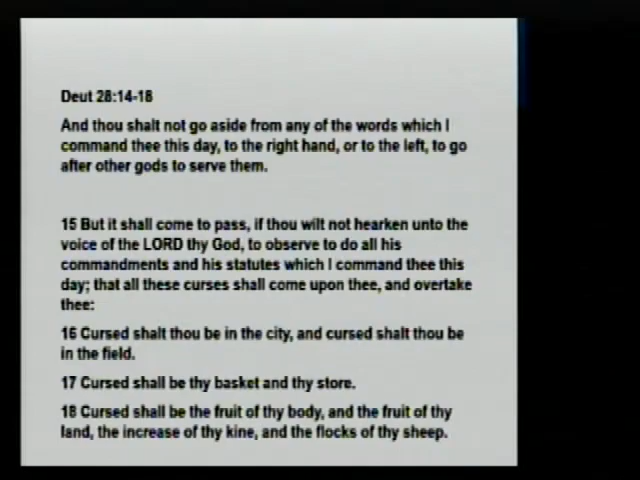 Deut 28:14-18
And thou shalt not go aside from any of the words which I
command thee this day, to the right hand, or to the left, to go
after other gods to serve them.
15 But it shall come to pass, if thou wilt not hearken unto the
voice of the LORD thy God, to observe to do all his
commandments and his statutes which I command thee this
day; that all these curses shall come upon thee, and overtake
thee:
16 Cursed shalt thou be in the city, and cursed shalt thou be
in the field.
17 Cursed shall be thy basket and thy store.
18 Cursed shall be the fruit of thy body, and the fruit of thy
land, the increase of thy kine, and the flocks of thy sheep.